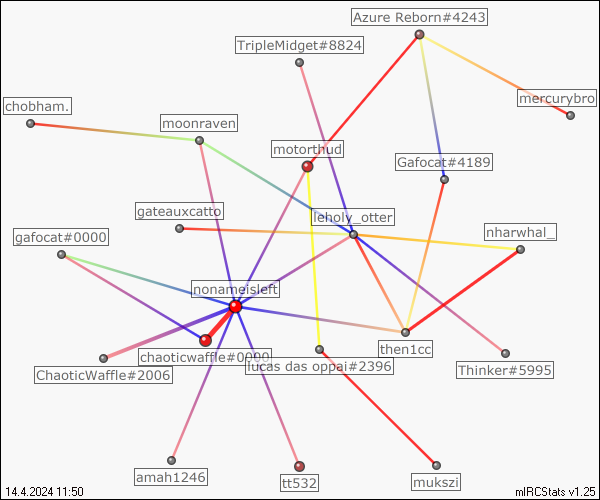 Azure Reborn#4243
TripleMidget#8824
mercurybro
chobham.
moonraven
motorthud
Gafocat#4189
gateauxcatto
leholy_otter
nharwhal_
gafocat#0000
nonameisleft
chaoticwaffle#0000
then1cc
lucas das oppai#2396
Thinker#5995
ChaoticWaffle#2006
amah1246
tt532
mukszi
14.4.2024 11:50
mIRCStats v1.25